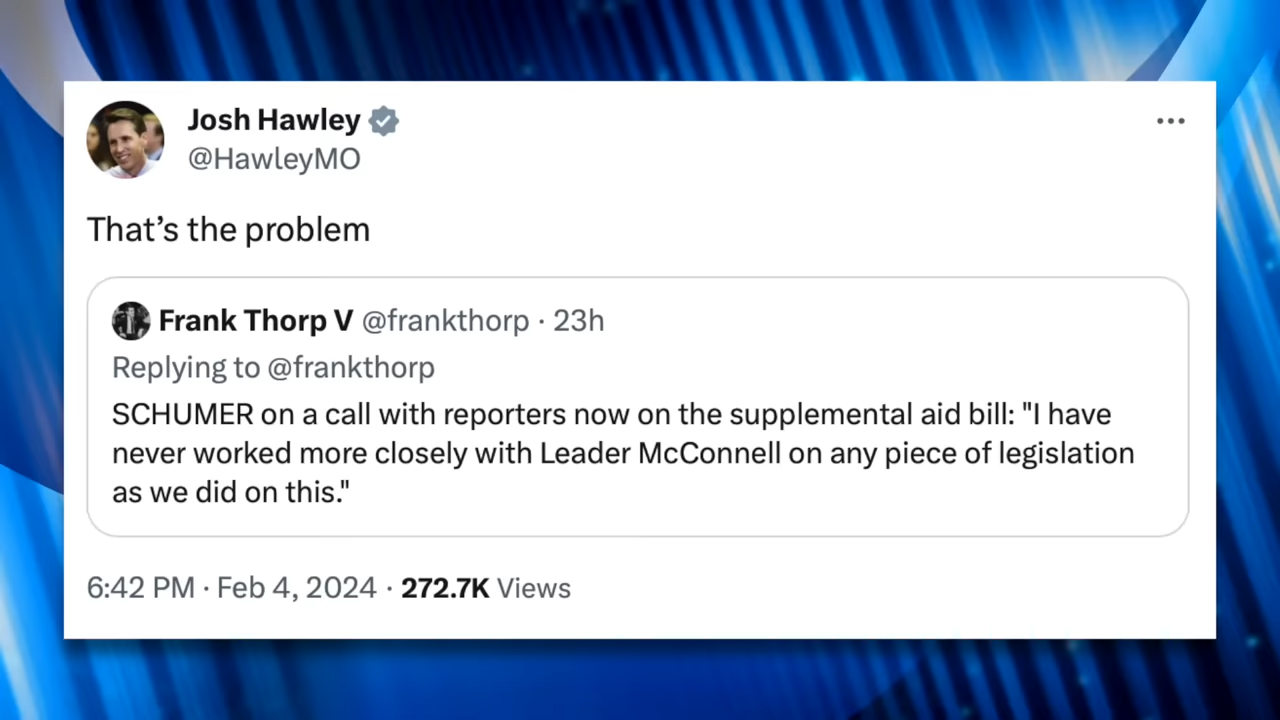 Josh Hawley
@HawleyMO
That’s the problem
Frank Thorp V @frankthorp · 23h
Replying to @frankthorp
SCHUMER on a call with reporters now on the supplemental aid bill: "I have
never worked more closely with Leader McConnell on any piece of legislation
as we did on this."
6:42 PM · Feb 4, 2024 · 272.7K Views